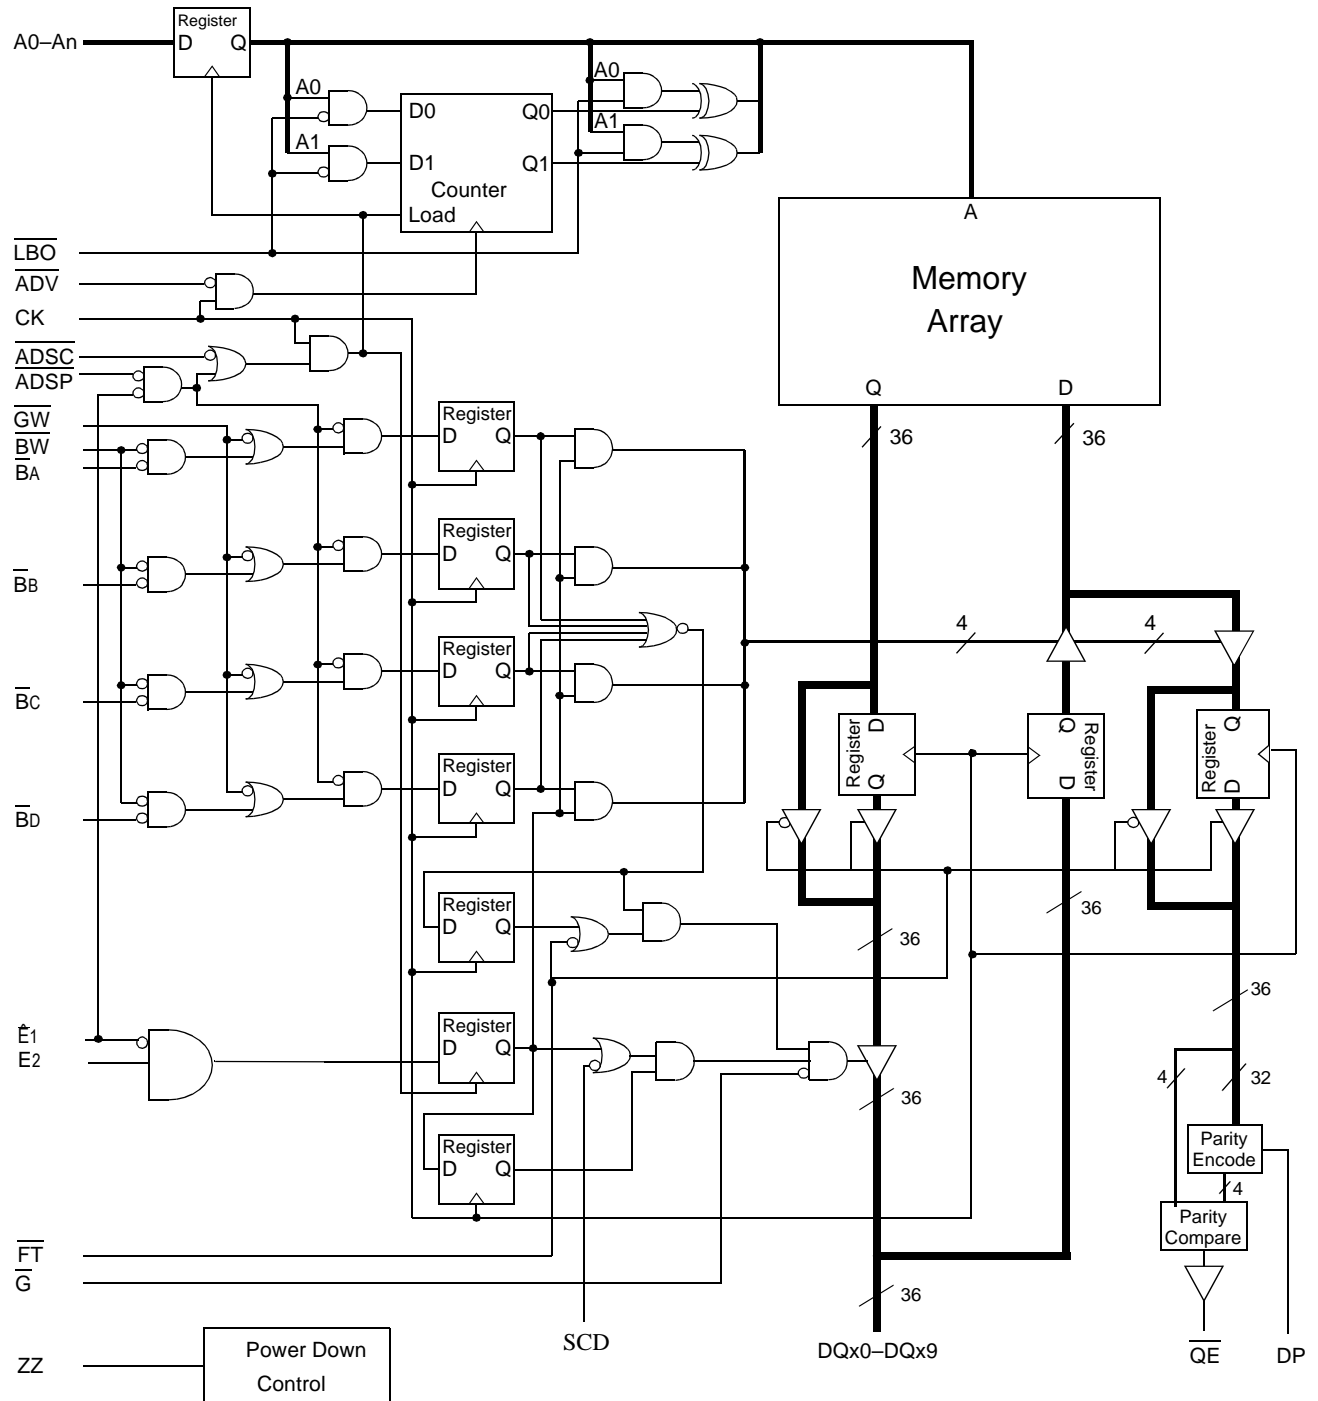 Register
A0–An
D Q
A0
A0
D0
Q0
A1
A1
D1
Q1
Counter
Load
A
LBO
Memory
Array
ADV
CK
ADSC
ADSP
Q
D
GW
Register
D Q
36
36
BW
BA
Register
D Q
BB
4
4
Register
D Q
BC
D
Register
Q
Q
Register
D
Q
Register
D
Register
D Q
BD
Register
D Q
36
36
36
Register
D Q
Ê1
E2
4
32
36
Register
D Q
Parity
Encode
4
Parity
Compare
FT
G
36
SCD
DQx0–DQx9
QE
DP
ZZ
Power Down
Control